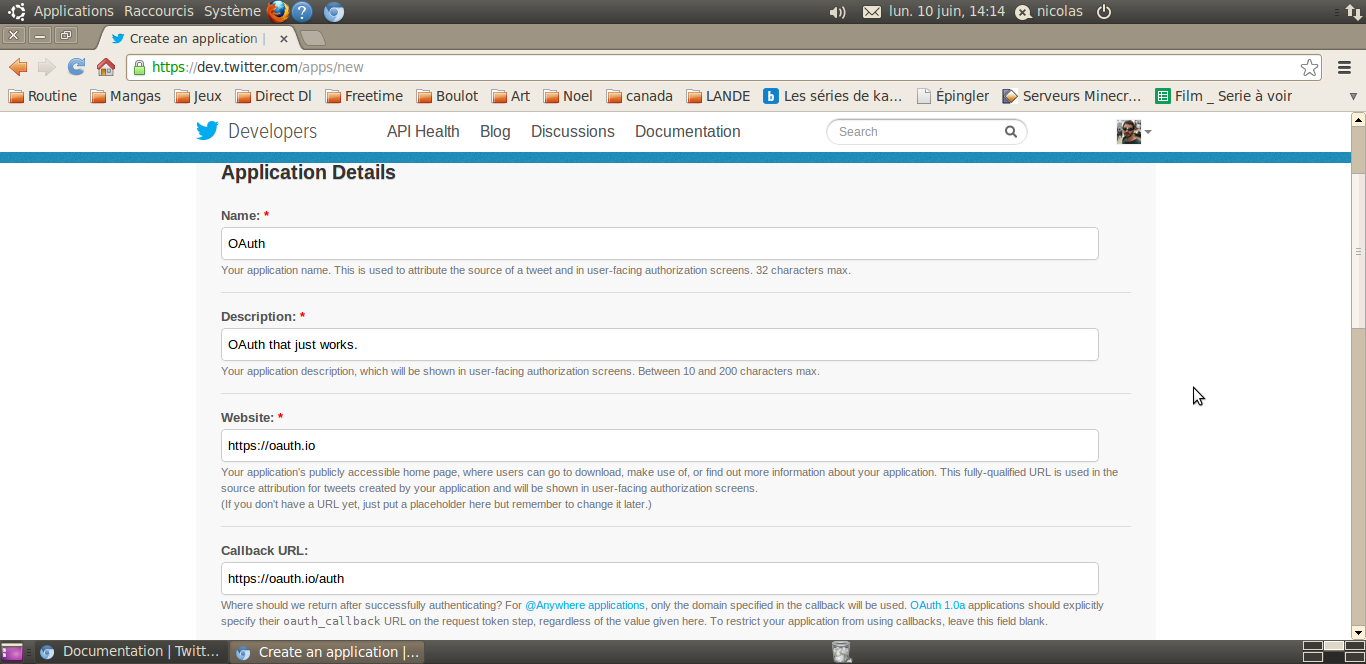 Applications Raccourcis Système ? lun. 10 juin, 14:14 nicolas
Create an application |
https://dev.twitter.com/apps/new
Routine Mangas Jeux Direct Dl Freetime Boulot Art Noel canada LANDE b Les séries de ka... Épingler Serveurs Minecr... Film _ Serie à voir
Developers API Health Blog Discussions Documentation Search
Application Details
Name: *
OAuth
Your application name. This is used to attribute the source of a tweet and in user-facing authorization screens. 32 characters max.
Description: *
OAuth that just works.
Your application description, which will be shown in user-facing authorization screens. Between 10 and 200 characters max.
Website: *
https://oauth.io
Your application's publicly accessible home page, where users can go to download, make use of, or find out more information about your application. This fully-qualified URL is used in the
source attribution for tweets created by your application and will be shown in user-facing authorization screens.
(If you don't have a URL yet, just put a placeholder here but remember to change it later.)
Callback URL:
https://oauth.io/auth
Where should we return after successfully authenticating? For @Anywhere applications, only the domain specified in the callback will be used. OAuth 1.0a applications should explicitly
specify their oauth_callback URL on the request token step, regardless of the value given here. To restrict your application from using callbacks, leave this field blank.
Documentation | Twitt... Create an application |...